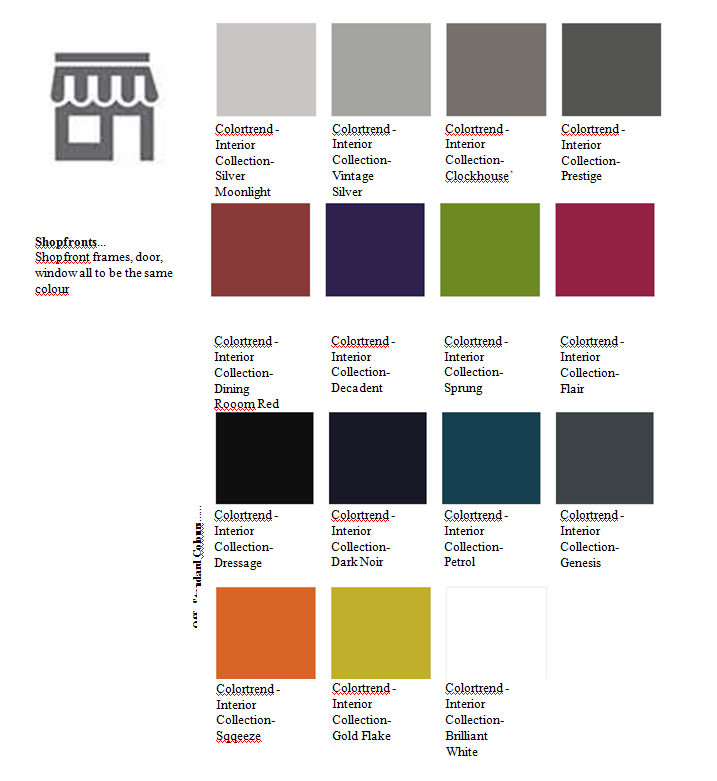 Colortrend -
Interior
Collection-
Silver
Moonlight
Colortrend -
Interior
Collection-
Vintage
Silver
Colortrend -
Interior
Collection-
Clockhouse`
Colortrend -
Interior
Collection-
Prestige
Shopfronts...
Shopfront frames, door,
window all to be the same
colour
Colortrend -
Interior
Collection-
Dining
Rooom Red
Colortrend -
Interior
Collection-
Decadent
Colortrend -
Interior
Collection-
Sprung
Colortrend -
Interior
Collection-
Flair
Colortrend -
Interior
Collection-
Dressage
Colortrend -
Interior
Collection-
Dark Noir
Colortrend -
Interior
Collection-
Petrol
Colortrend -
Interior
Collection-
Genesis
Colortrend -
Interior
Collection-
Sqqeeze
Colortrend -
Interior
Collection-
Gold Flake
Colortrend -
Interior
Collection-
Brilliant
White